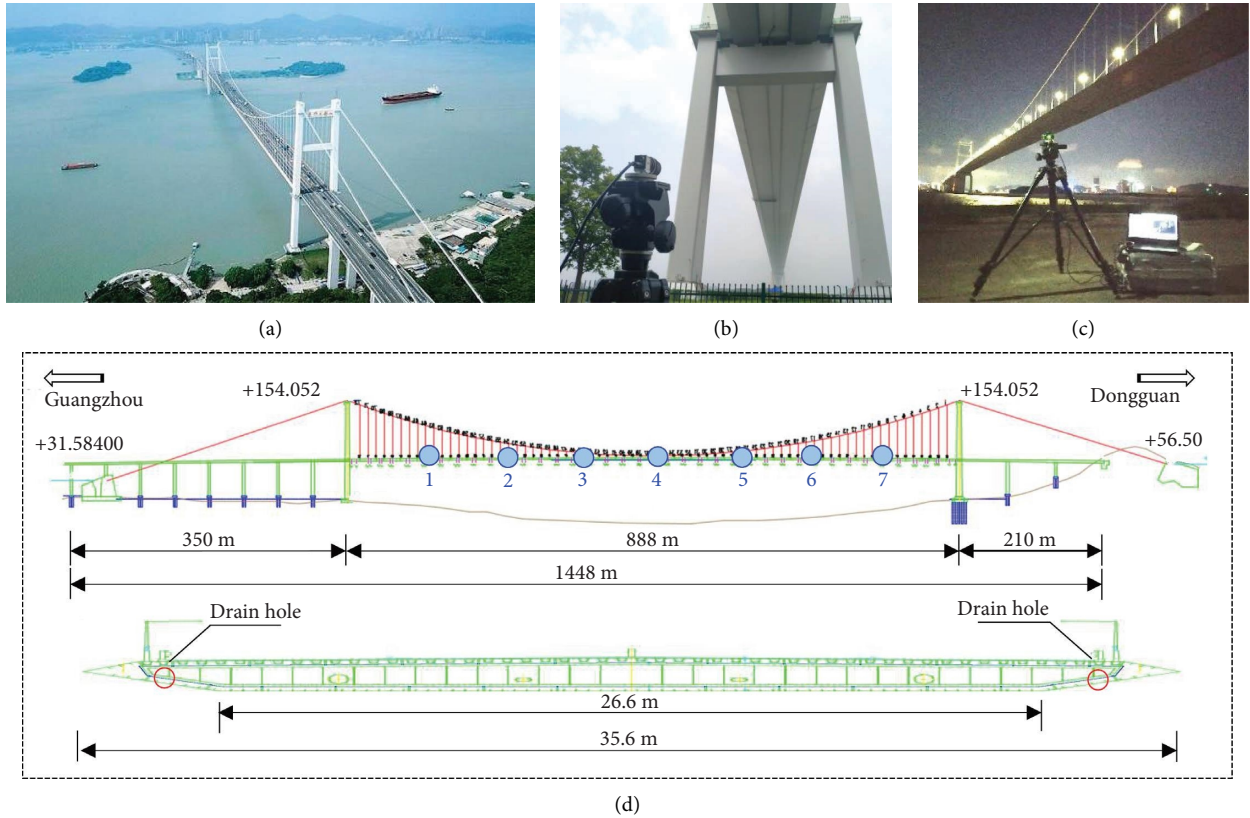 (a)
(b)
(c)
Guangzhou
+154.052
+154.052
Dongguan
+31.58400
+56.50
1
2
3
4
5
6
7
350 m
888 m
210 m
1448 m
Drain hole
Drain hole
26.6 m
35.6 m
(d)